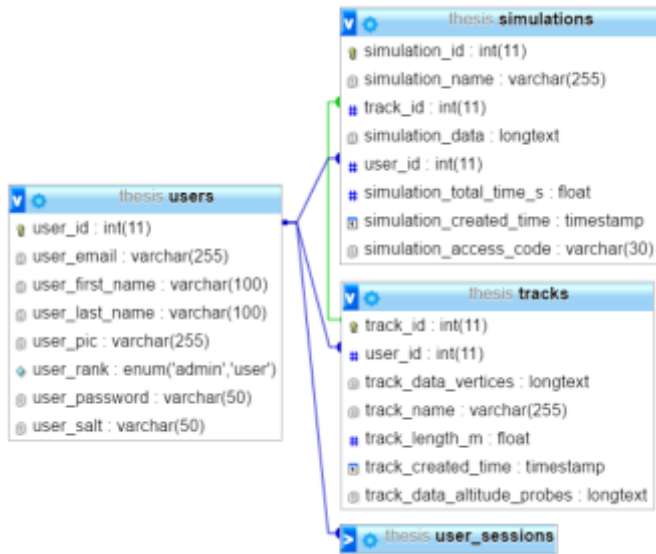 thesis users
user_id : int(11)
user_email : varchar(255)
user_first_name : varchar(100)
user_last_name : varchar(100)
user_pic : varchar(255)
user_rank : enum('admin','user')
user_password : varchar(50)
user_salt : varchar(50)
thesis simulations
simulation_id : int(11)
simulation_name : varchar(255)
track_id : int(11)
simulation_data : longtext
user_id : int(11)
simulation_total_time_s : float
simulation_created_time : timestamp
simulation_access_code : varchar(30)
thesis tracks
track_id : int(11)
user_id : int(11)
track_data_vertices : longtext
track_name : varchar(255)
track_length_m : float
track_created_time : timestamp
track_data_altitude_probes : longtext
thesis user_sessions